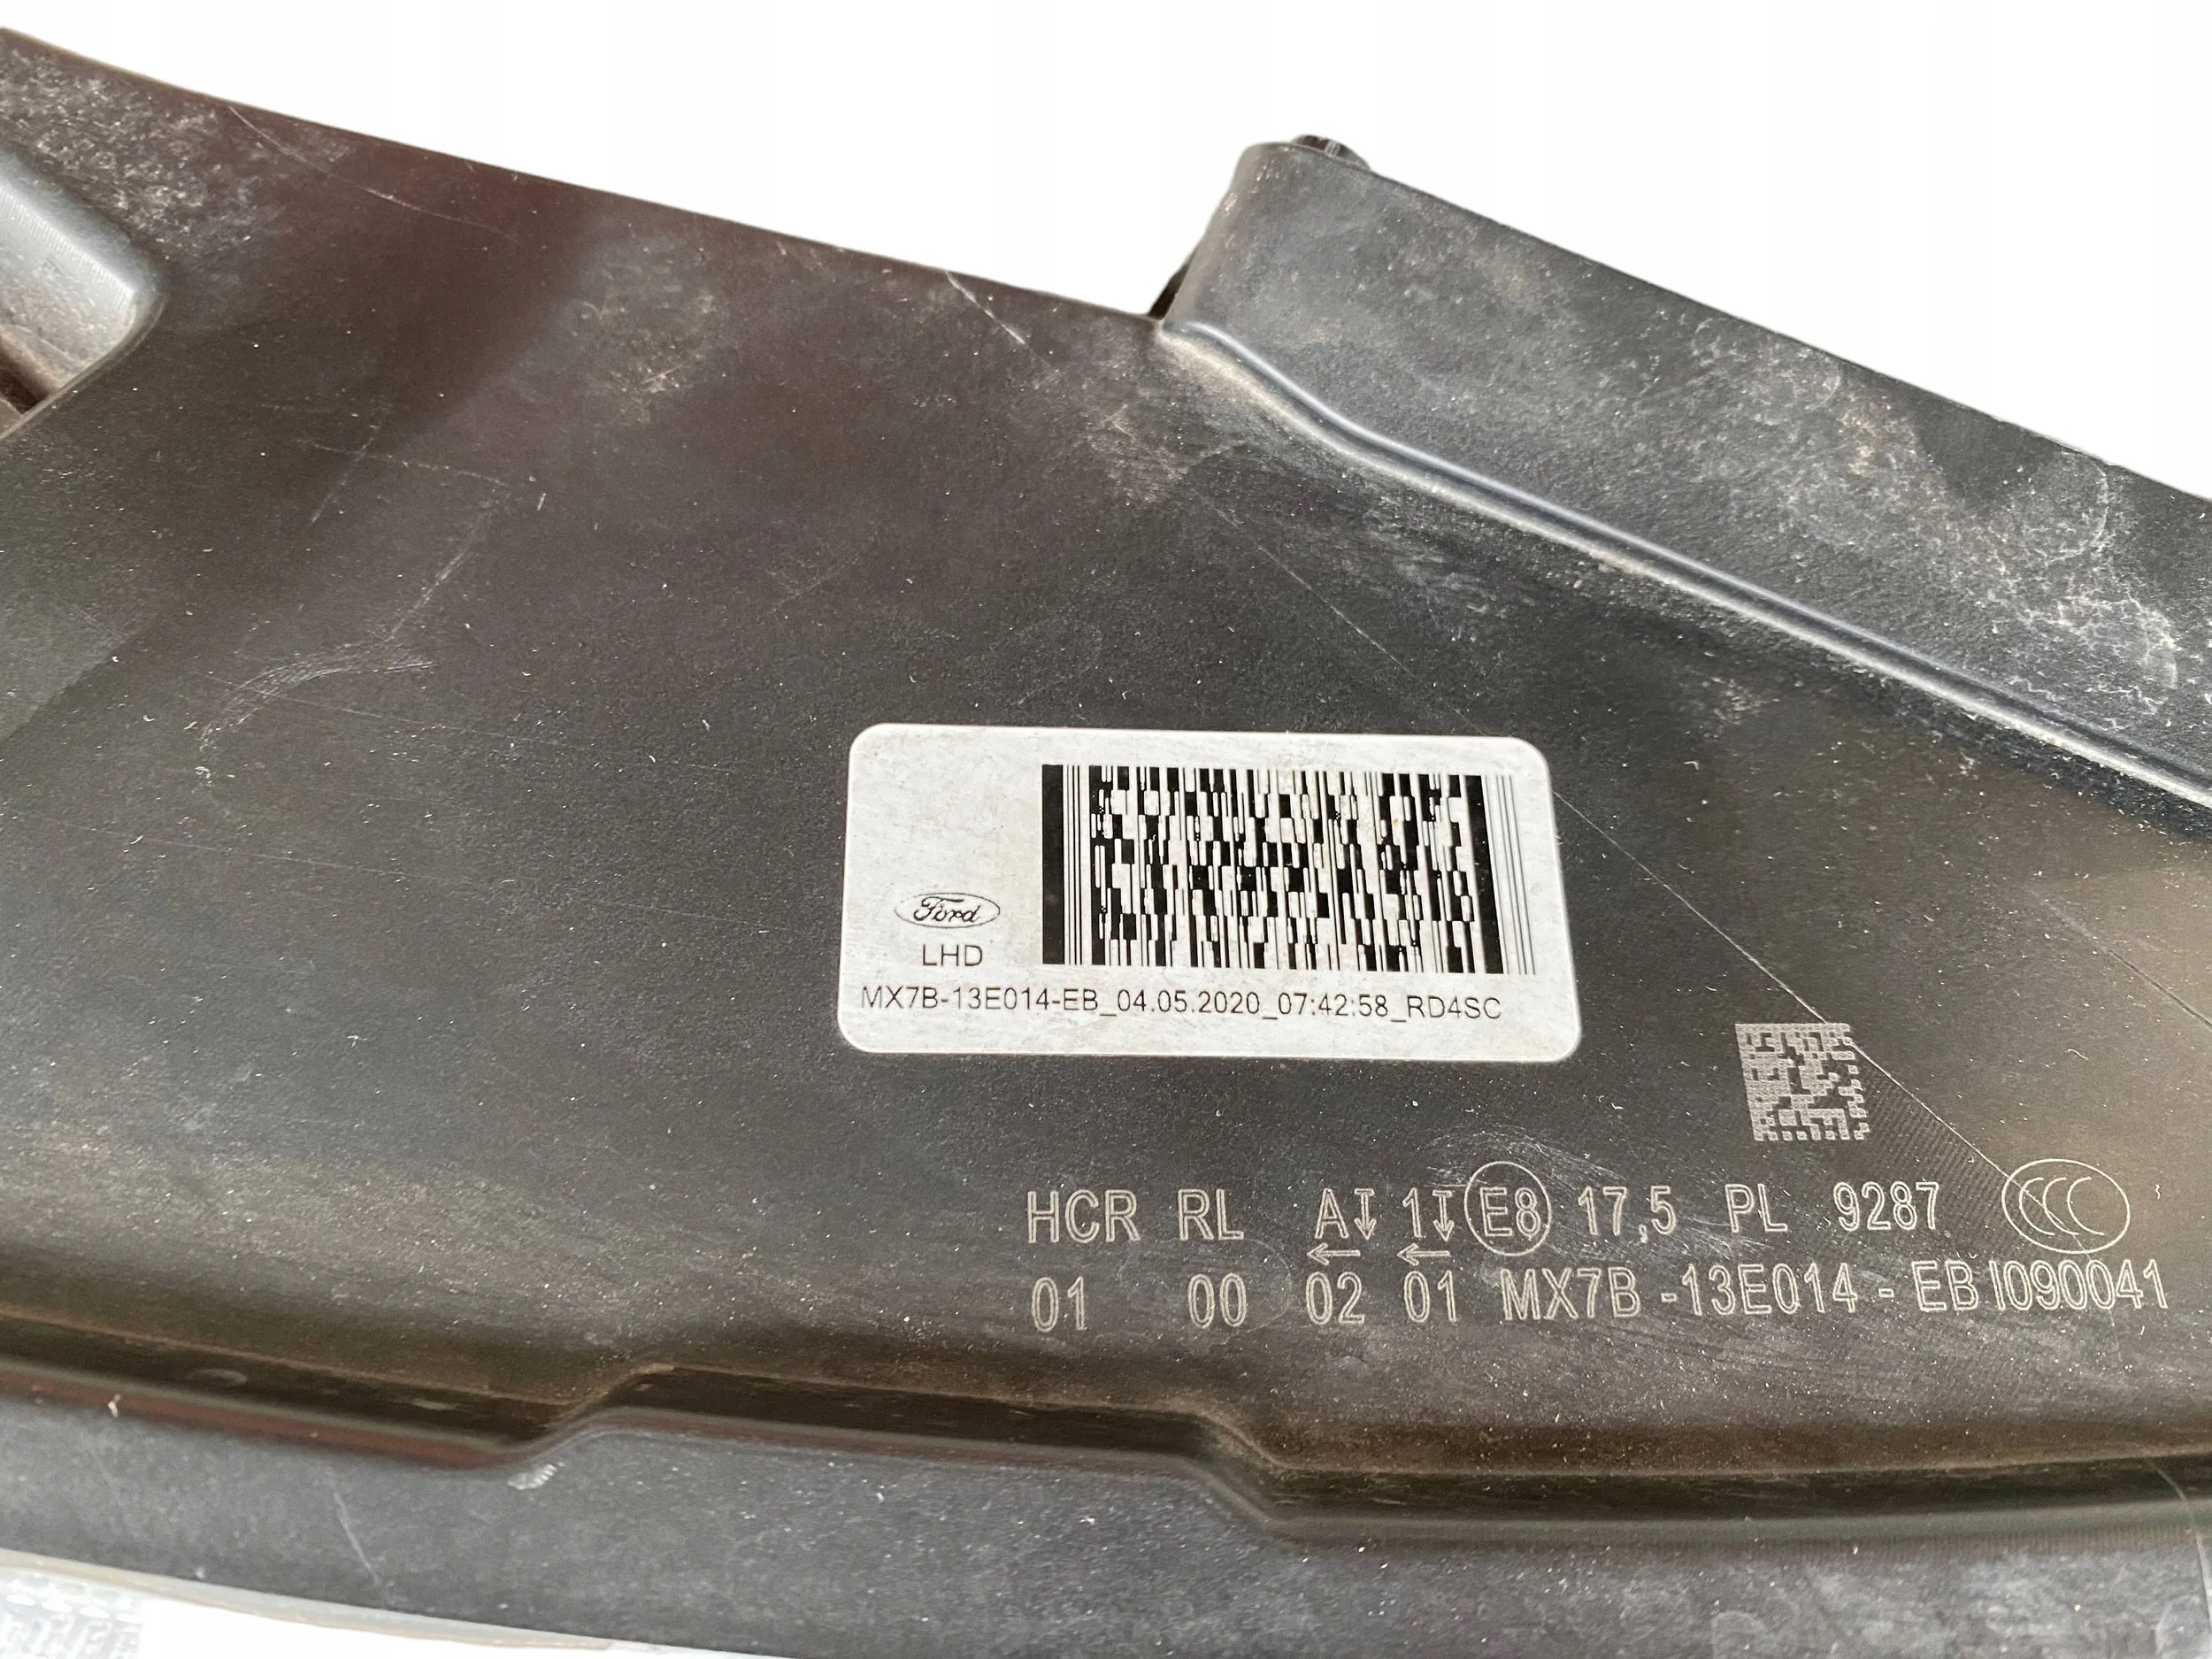 Ford
LHD
MX7B-13E014-EB_04.05.2020_07:42:58_RD4SC
HCR RL A 1 E8 17,5 PL 9287 CCC
01 00 02 01 MX7B-13E014-EB I090041